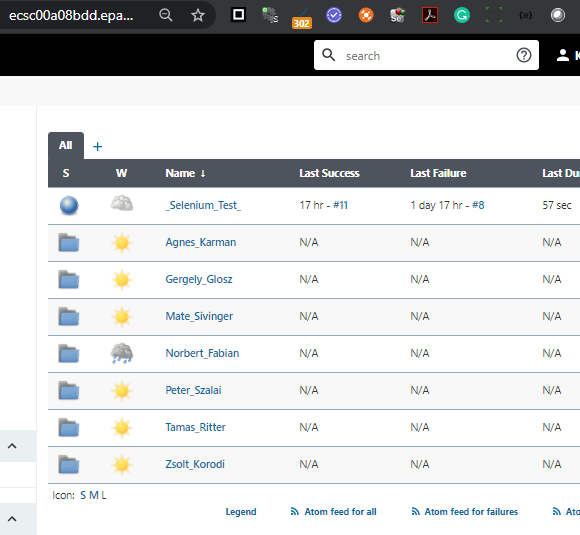 ecsc00a08bdd.epa...
302
search
All +
S W Name ↓ Last Success Last Failure Last Du
_Selenium_Test_ 17 hr - #11 1 day 17 hr - #8 57 sec
Agnes_Karman N/A N/A N/A
Gergely_Glosz N/A N/A N/A
Mate_Sivinger N/A N/A N/A
Norbert_Fabian N/A N/A N/A
Peter_Szalai N/A N/A N/A
Tamas_Ritter N/A N/A N/A
Zsolt_Korodi N/A N/A N/A
Icon: S M L
Legend Atom feed for all Atom feed for failures Ato